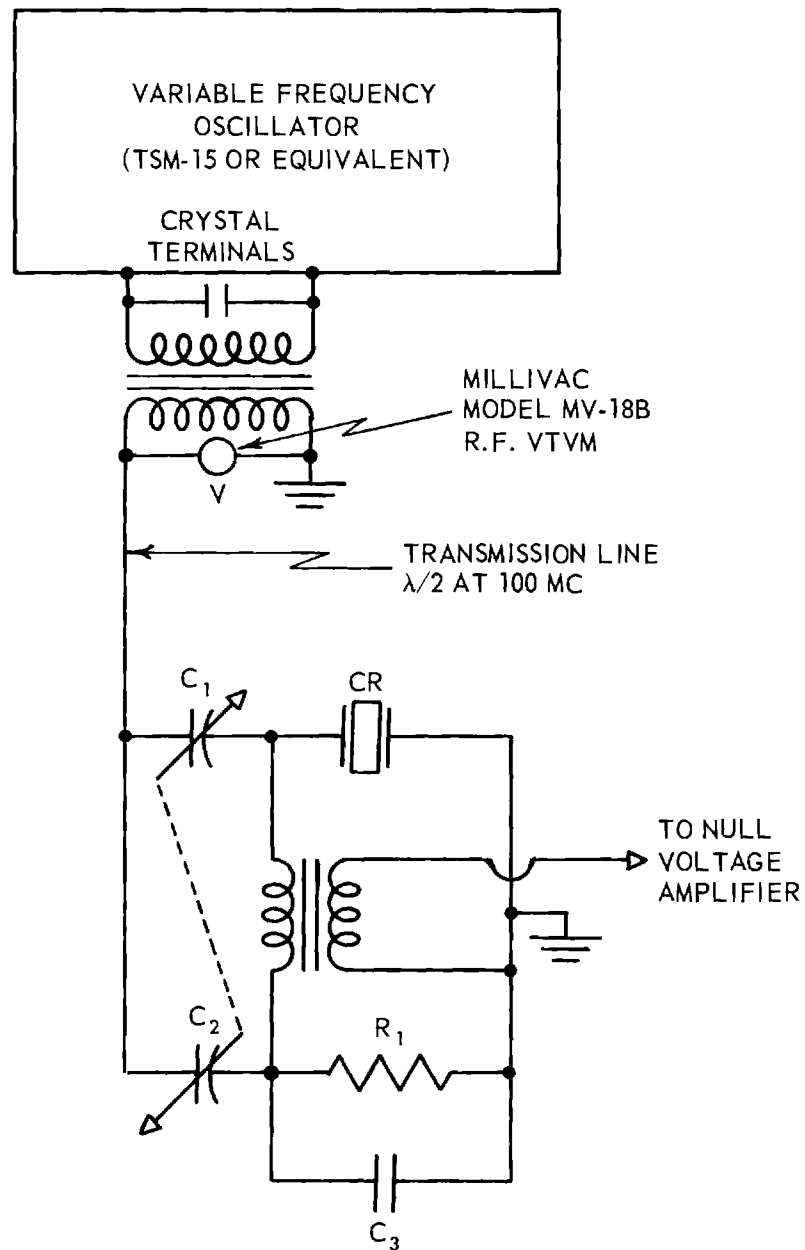 VARIABLE FREQUENCY
OSCILLATOR
(TSM-15 OR EQUIVALENT)
CRYSTAL
TERMINALS
MILLIVAC
MODEL MV-18B
R.F. VTVM
V
TRANSMISSION LINE
λ/2 AT 100 MC
C₁
CR
TO NULL
VOLTAGE
AMPLIFIER
C₂
R₁
C₃